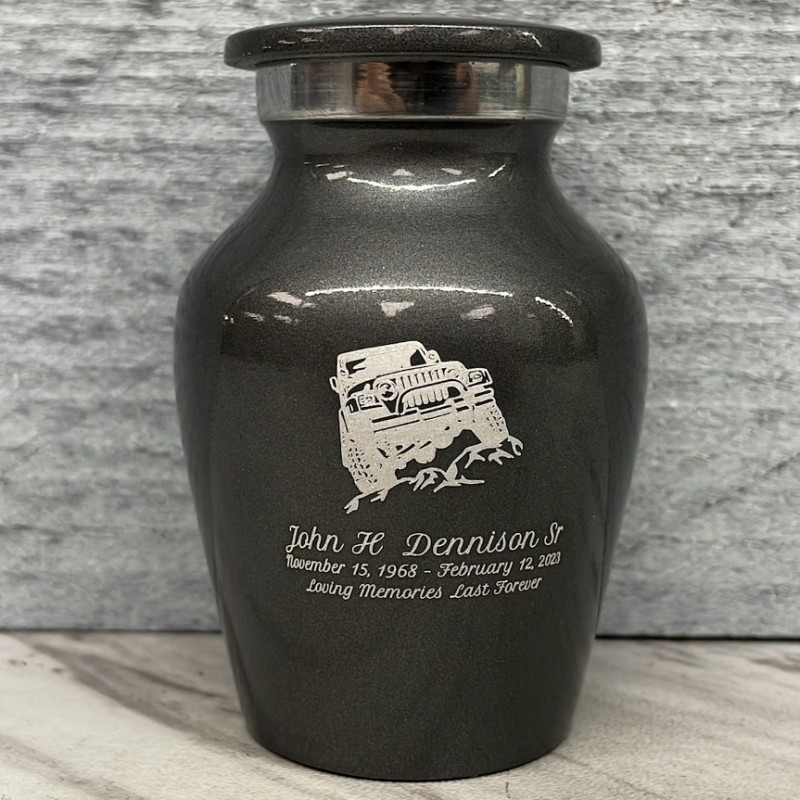 John H Dennison Sr
November 15, 1968 - February 12, 2023
Loving Memories Last Forever